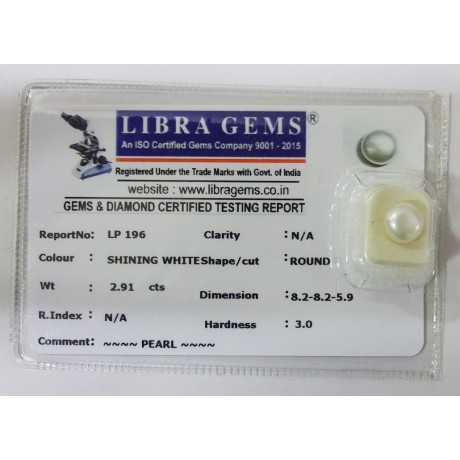 LIBRA GEMS ®
An ISO Certified Gems Company 9001 - 2015
Registered Under the Trade Marks with Govt. of India
website : www.libragems.co.in
GEMS & DIAMOND CERTIFIED TESTING REPORT
ReportNo: LP 196 Clarity : N/A
Colour : SHINING WHITE Shape/cut : ROUND
Wt : 2.91 cts Dimension : 8.2-8.2-5.9
R.Index : N/A Hardness : 3.0
Comment: ~~~~ PEARL ~~~~